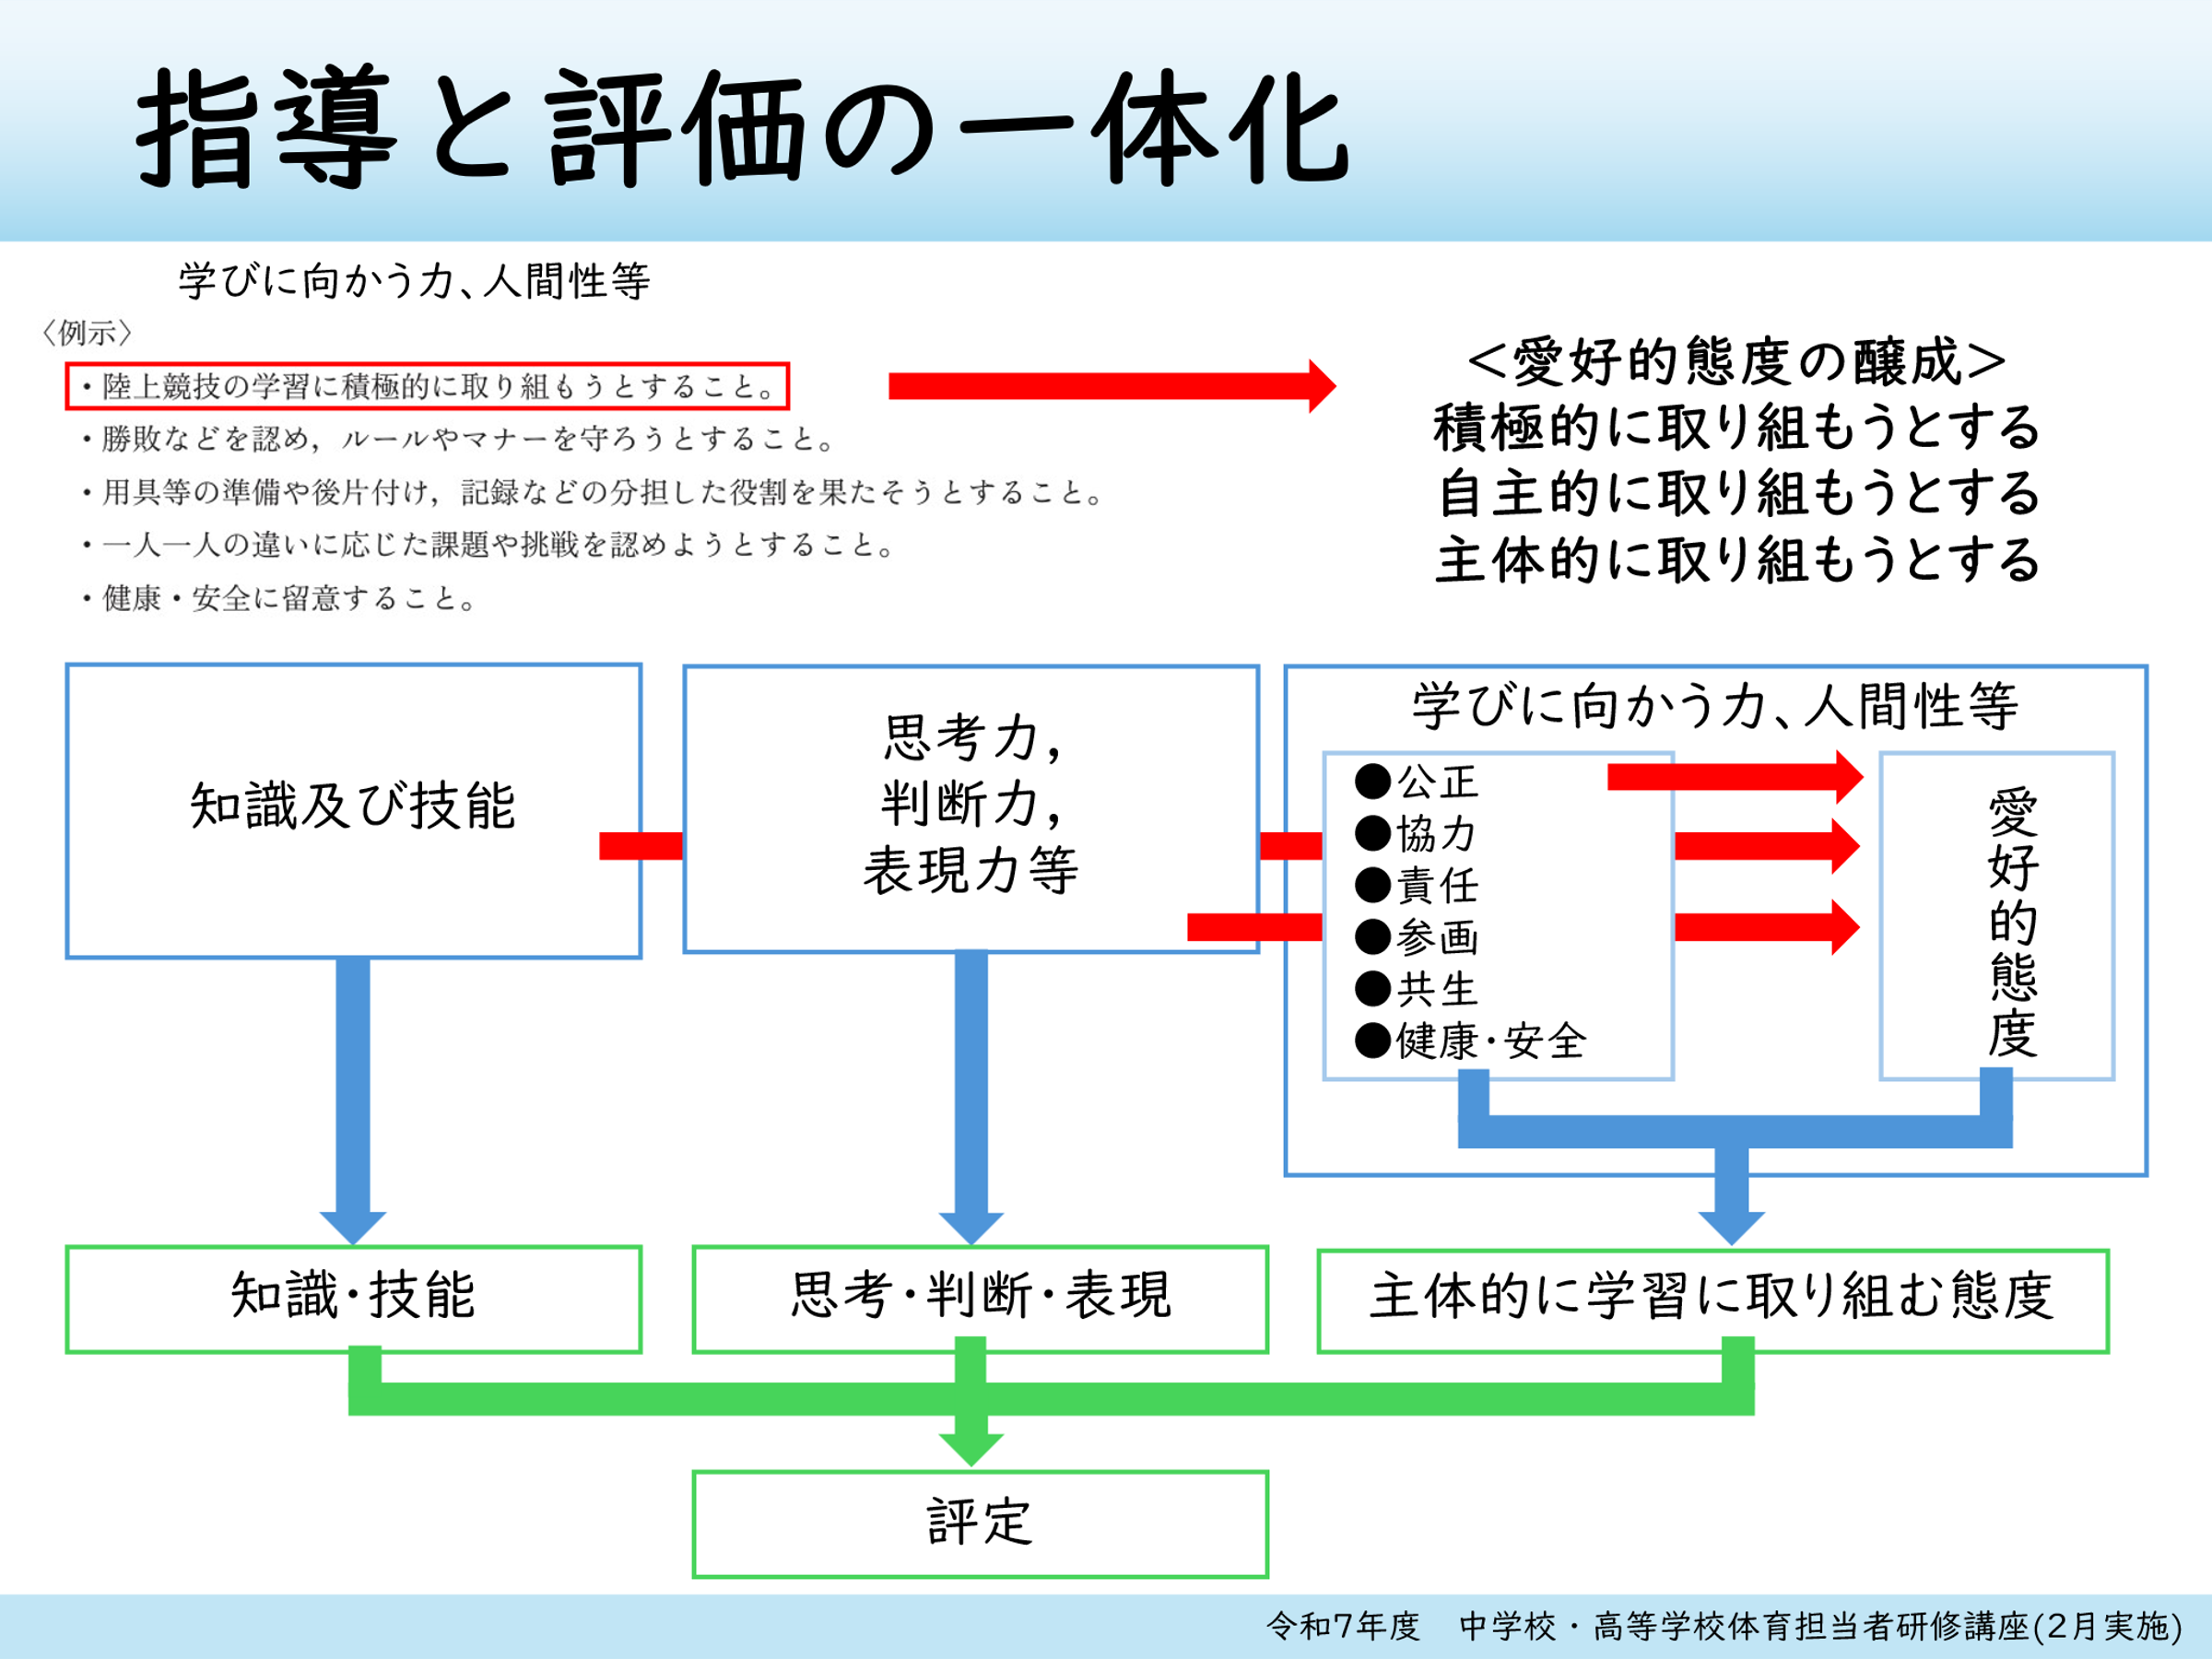 指導と評価の一体化
学びに向かう力、人間性等
〈例示〉
・陸上競技の学習に積極的に取り組もうとすること。
・勝敗などを認め，ルールやマナーを守ろうとすること。
・用具等の準備や後片付け，記録などの分担した役割を果たそうとすること。
・一人一人の違いに応じた課題や挑戦を認めようとすること。
・健康・安全に留意すること。
＜愛好的態度の醸成＞
積極的に取り組もうとする
自主的に取り組もうとする
主体的に取り組もうとする
知識及び技能
思考力，
判断力，
表現力等
学びに向かう力、人間性等
●公正
●協力
●責任
●参画
●共生
●健康・安全
愛好的態度
知識・技能
思考・判断・表現
主体的に学習に取り組む態度
評定
令和7年度　中学校・高等学校体育担当者研修講座(2月実施)